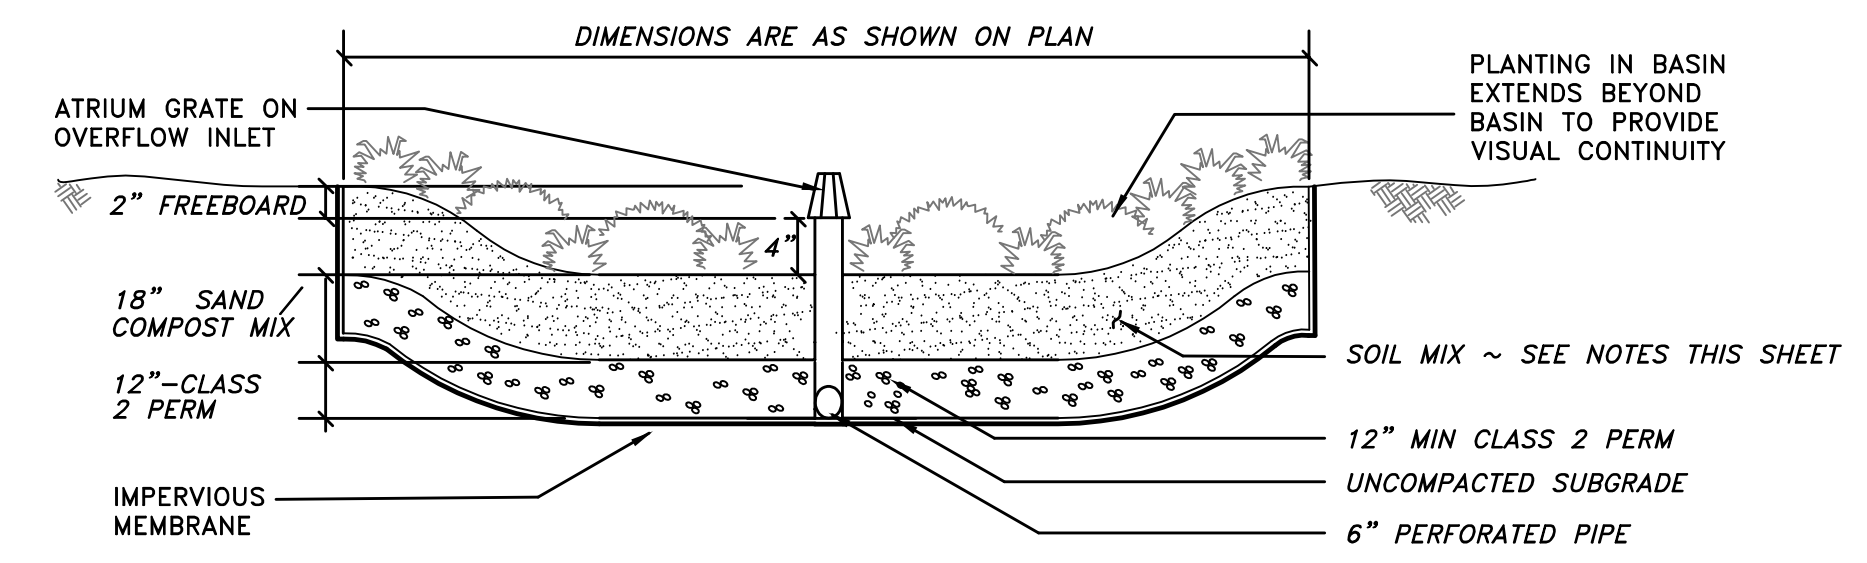 DIMENSIONS ARE AS SHOWN ON PLAN
ATRIUM GRATE ON
OVERFLOW INLET
PLANTING IN BASIN
EXTENDS BEYOND
BASIN TO PROVIDE
VISUAL CONTINUITY
2” FREEBOARD
4”
18” SAND
COMPOST MIX
12”-CLASS
2 PERM
IMPERVIOUS
MEMBRANE
SOIL MIX ~ SEE NOTES THIS SHEET
12” MIN CLASS 2 PERM
UNCOMPACTED SUBGRADE
6” PERFORATED PIPE